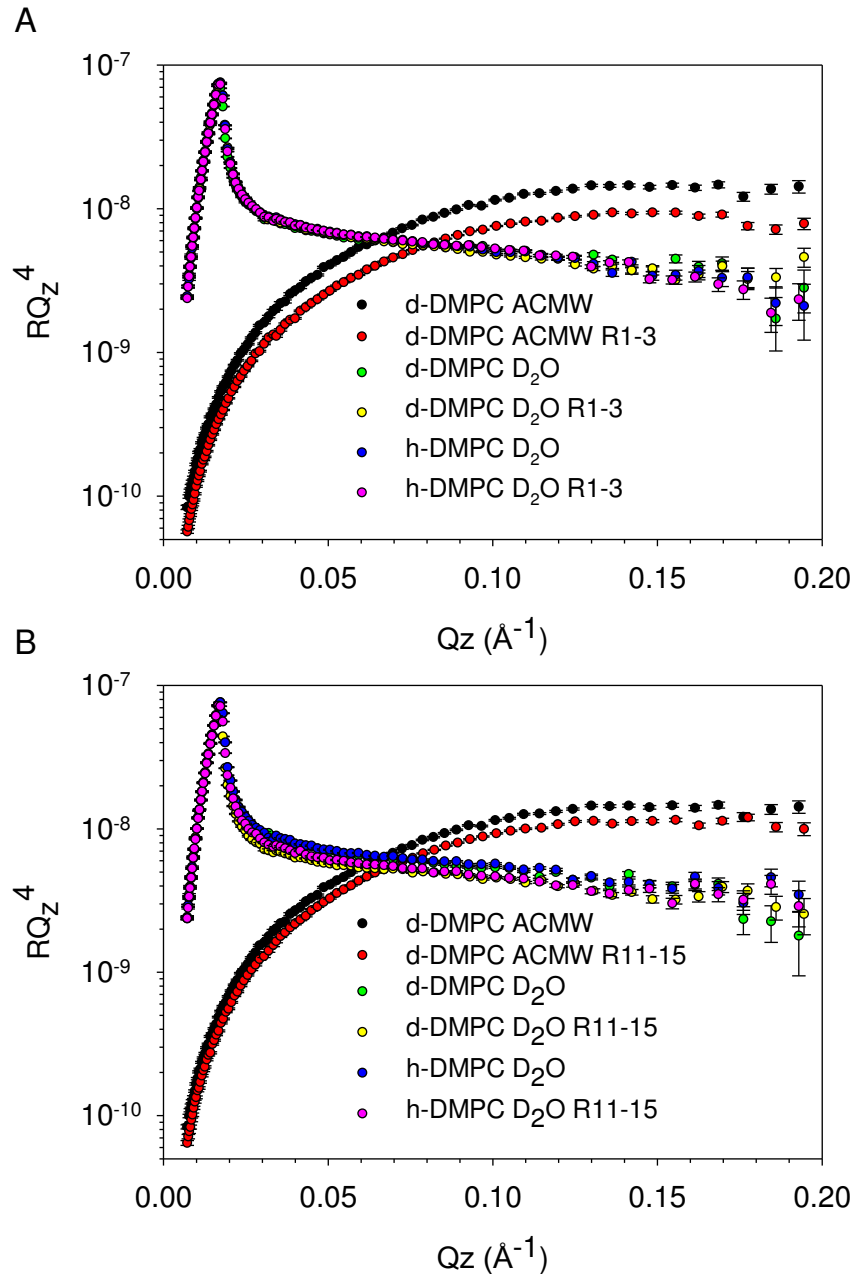 A
10^-7
10^-8
10^-9
10^-10
RQz^4
d-DMPC ACMW
d-DMPC ACMW R1-3
d-DMPC D₂O
d-DMPC D₂O R1-3
h-DMPC D₂O
h-DMPC D₂O R1-3
0.00 0.05 0.10 0.15 0.20
Qz (Å^-1)
B
10^-7
10^-8
10^-9
10^-10
RQz^4
d-DMPC ACMW
d-DMPC ACMW R11-15
d-DMPC D₂O
d-DMPC D₂O R11-15
h-DMPC D₂O
h-DMPC D₂O R11-15
0.00 0.05 0.10 0.15 0.20
Qz (Å^-1)